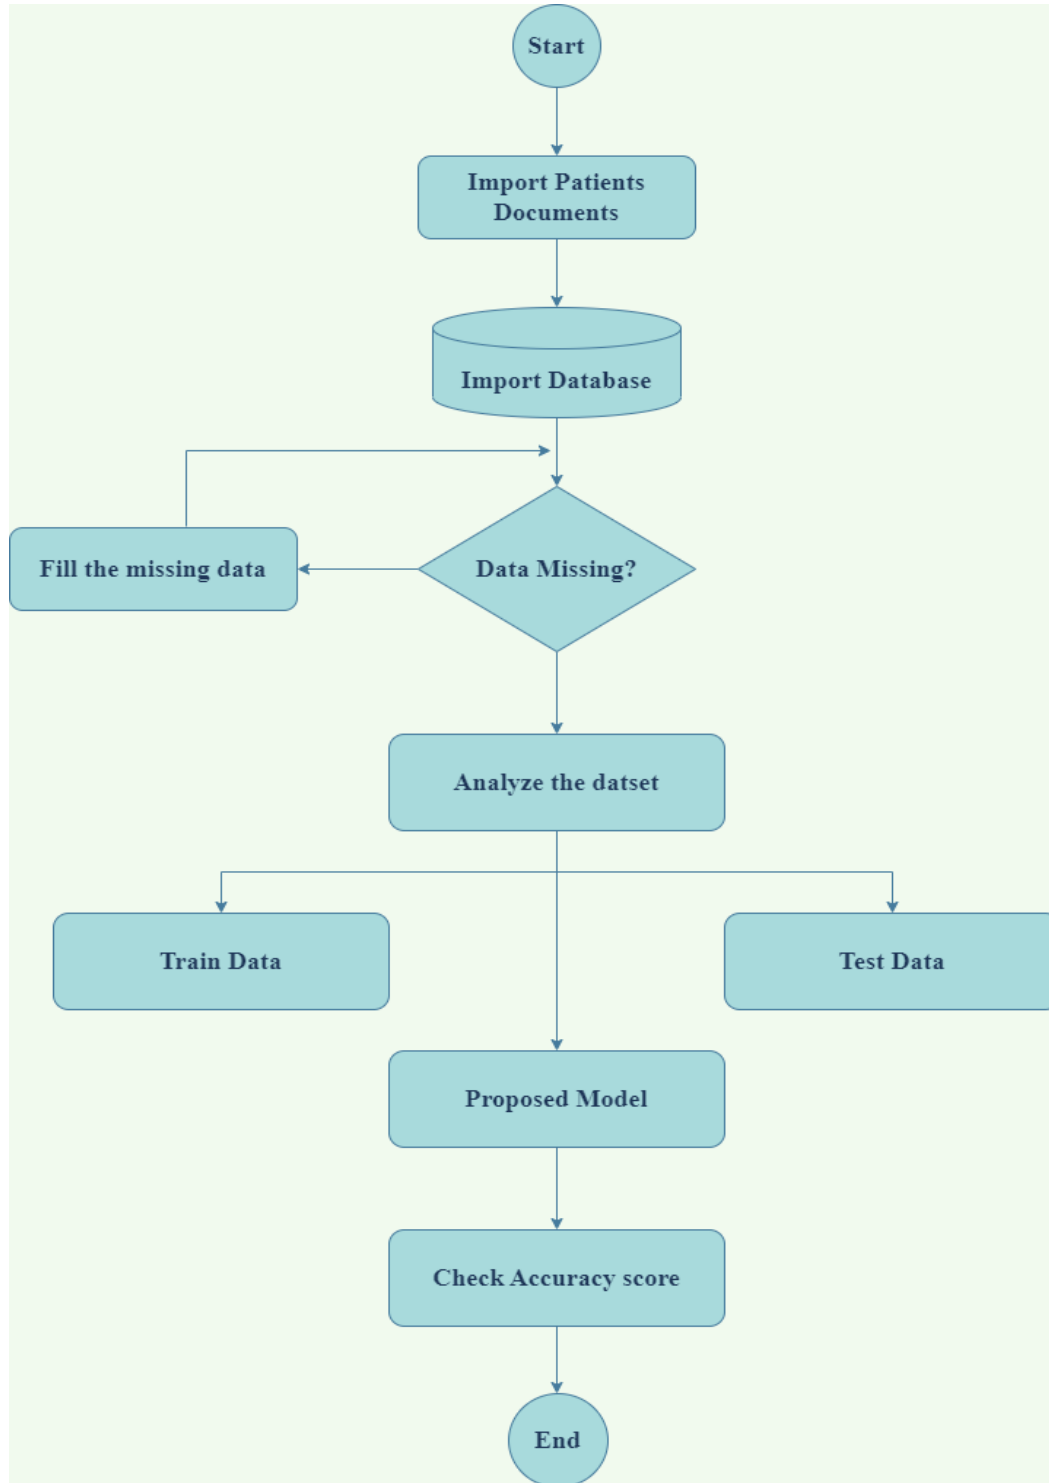 Start
Import Patients
Documents
Import Database
Fill the missing data
Data Missing?
Analyze the datset
Train Data
Test Data
Proposed Model
Check Accuracy score
End